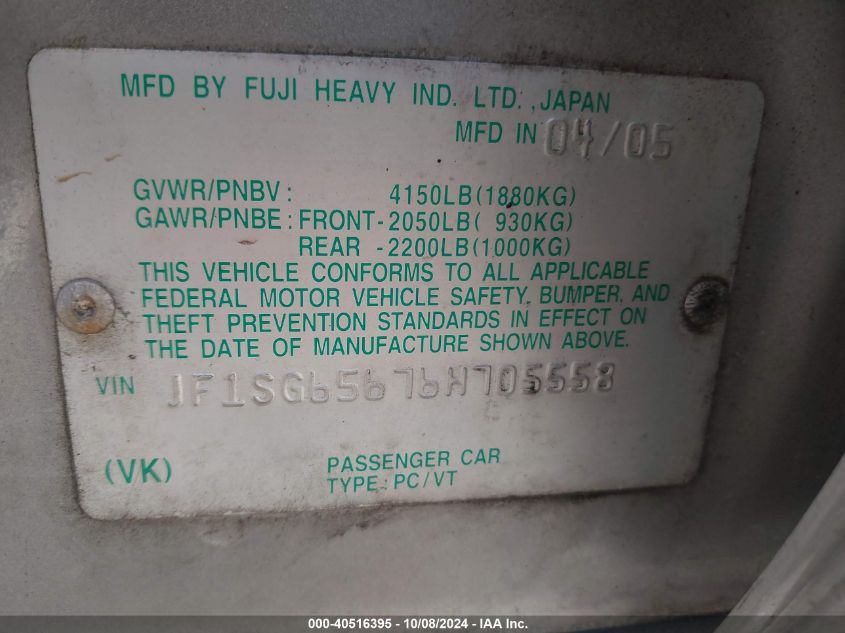 MFD BY FUJI HEAVY IND. LTD. ,JAPAN
MFD IN 04/05
GVWR/PNBV : 4150LB(1880KG)
GAWR/PNBE : FRONT-2050LB( 930KG)
REAR -2200LB(1000KG)
THIS VEHICLE CONFORMS TO ALL APPLICABLE
FEDERAL MOTOR VEHICLE SAFETY, BUMPER, AND
THEFT PREVENTION STANDARDS IN EFFECT ON
THE DATE OF MANUFACTURE SHOWN ABOVE.
VIN JF1SG65676H705558
(VK) PASSENGER CAR
TYPE : PC/VT
000-40516395 - 10/08/2024 - IAA Inc.